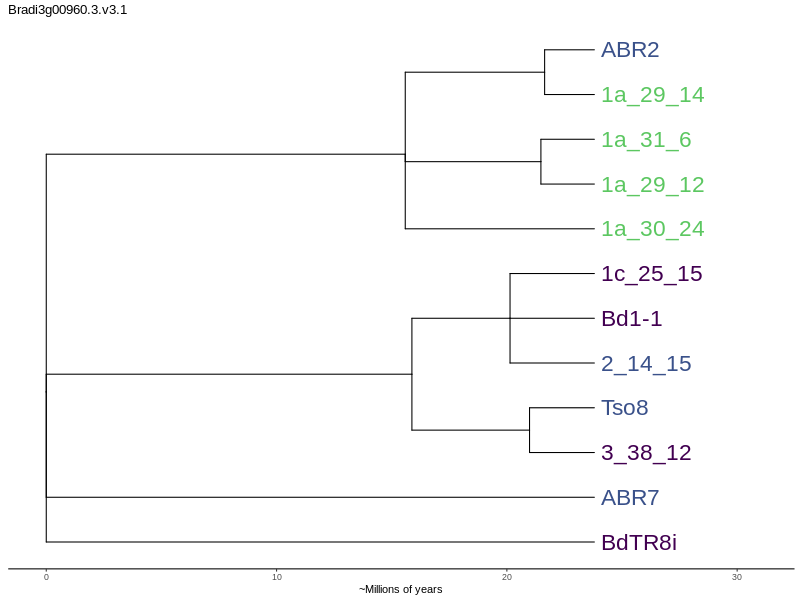 Bradi3g00960.3.v3.1
ABR2
1a_29_14
1a_31_6
1a_29_12
1a_30_24
1c_25_15
Bd1-1
2_14_15
Tso8
3_38_12
ABR7
BdTR8i
0 10 20 30
~Millions of years